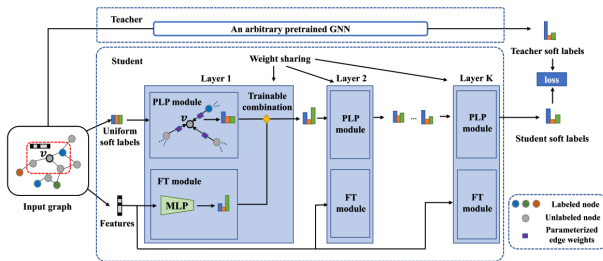 Teacher
An arbitrary pretrained GNN
Teacher soft labels
loss
Student soft labels
Student
Weight sharing
Layer 1
Layer 2
Layer K
PLP module
v
Trainable
combination
Uniform
soft labels
PLP
module
...
PLP
module
v
Input graph
Features
FT module
MLP
FT
module
FT
module
Labeled node
Unlabeled node
Parameterized
edge weights